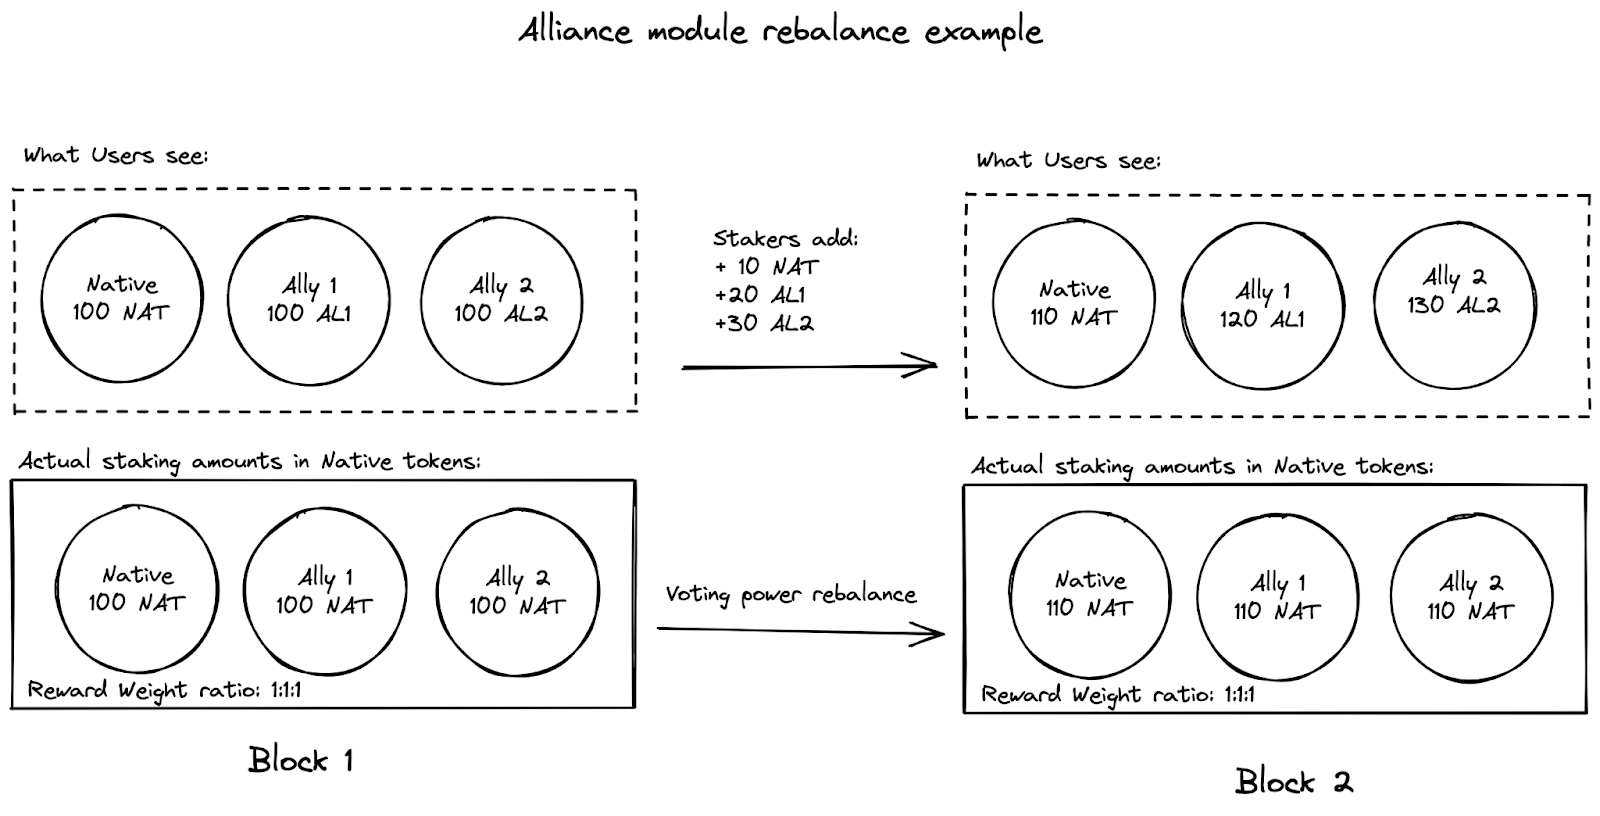 Alliance module rebalance example
What Users see:
Native
100 NAT
Ally 1
100 AL1
Ally 2
100 AL2
Stakers add:
+ 10 NAT
+20 AL1
+30 AL2
What Users see:
Native
110 NAT
Ally 1
120 AL1
Ally 2
130 AL2
Actual staking amounts in Native tokens:
Native
100 NAT
Ally 1
100 NAT
Ally 2
100 NAT
Reward Weight ratio: 1:1:1
Block 1
Voting power rebalance
Actual staking amounts in Native tokens:
Native
110 NAT
Ally 1
110 NAT
Ally 2
110 NAT
Reward Weight ratio: 1:1:1
Block 2